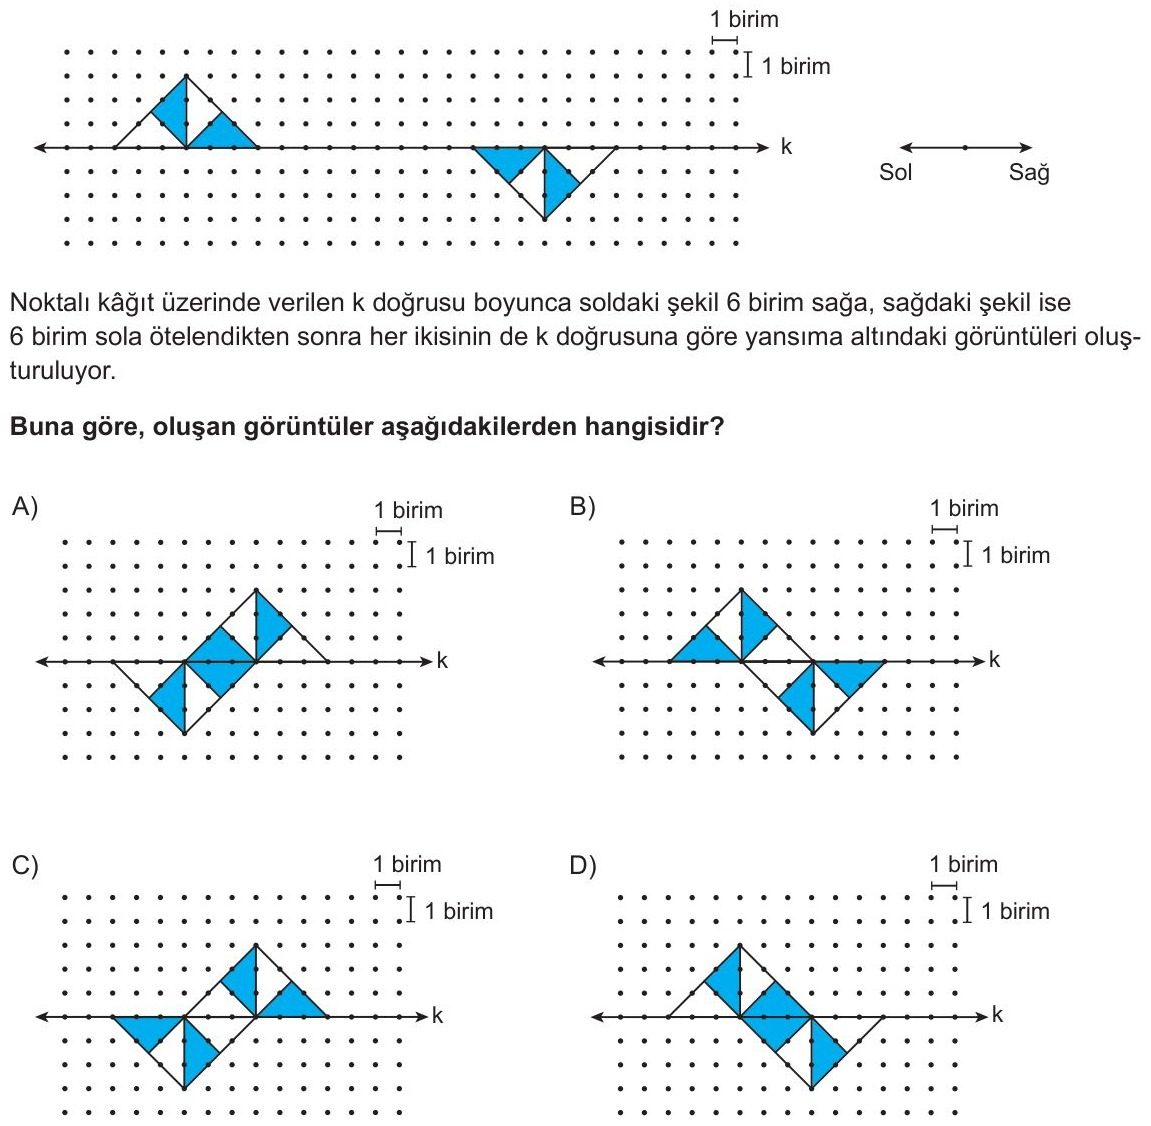 1 birim
1 birim
k
Sol
Sağ
Noktalı kâğıt üzerinde verilen k doğrusu boyunca soldaki şekil 6 birim sağa, sağdaki şekil ise
6 birim sola ötelendikten sonra her ikisinin de k doğrusuna göre yansıma altındaki görüntüleri oluş-
turuluyor.
Buna göre, oluşan görüntüler aşağıdakilerden hangisidir?
A)
1 birim
1 birim
k
B)
1 birim
1 birim
k
C)
1 birim
1 birim
k
D)
1 birim
1 birim
k